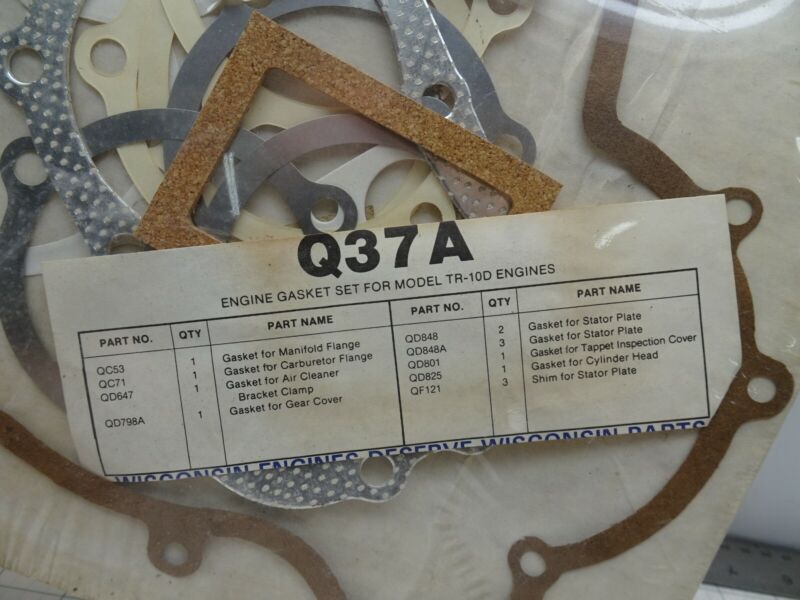 Q37A
ENGINE GASKET SET FOR MODEL TR-10D ENGINES
PART NO. QTY PART NAME
QC53 1 Gasket for Manifold Flange
QC71 1 Gasket for Carburetor Flange
QD647 1 Gasket for Air Cleaner
Bracket Clamp
QD798A 1 Gasket for Gear Cover
PART NO. QTY PART NAME
QD848 2 Gasket for Stator Plate
QD848A 3 Gasket for Stator Plate
QD801 1 Gasket for Tappet Inspection Cover
QD825 1 Gasket for Cylinder Head
QF121 3 Shim for Stator Plate
WISCONSIN ENGINES DESERVE WISCONSIN PARTS